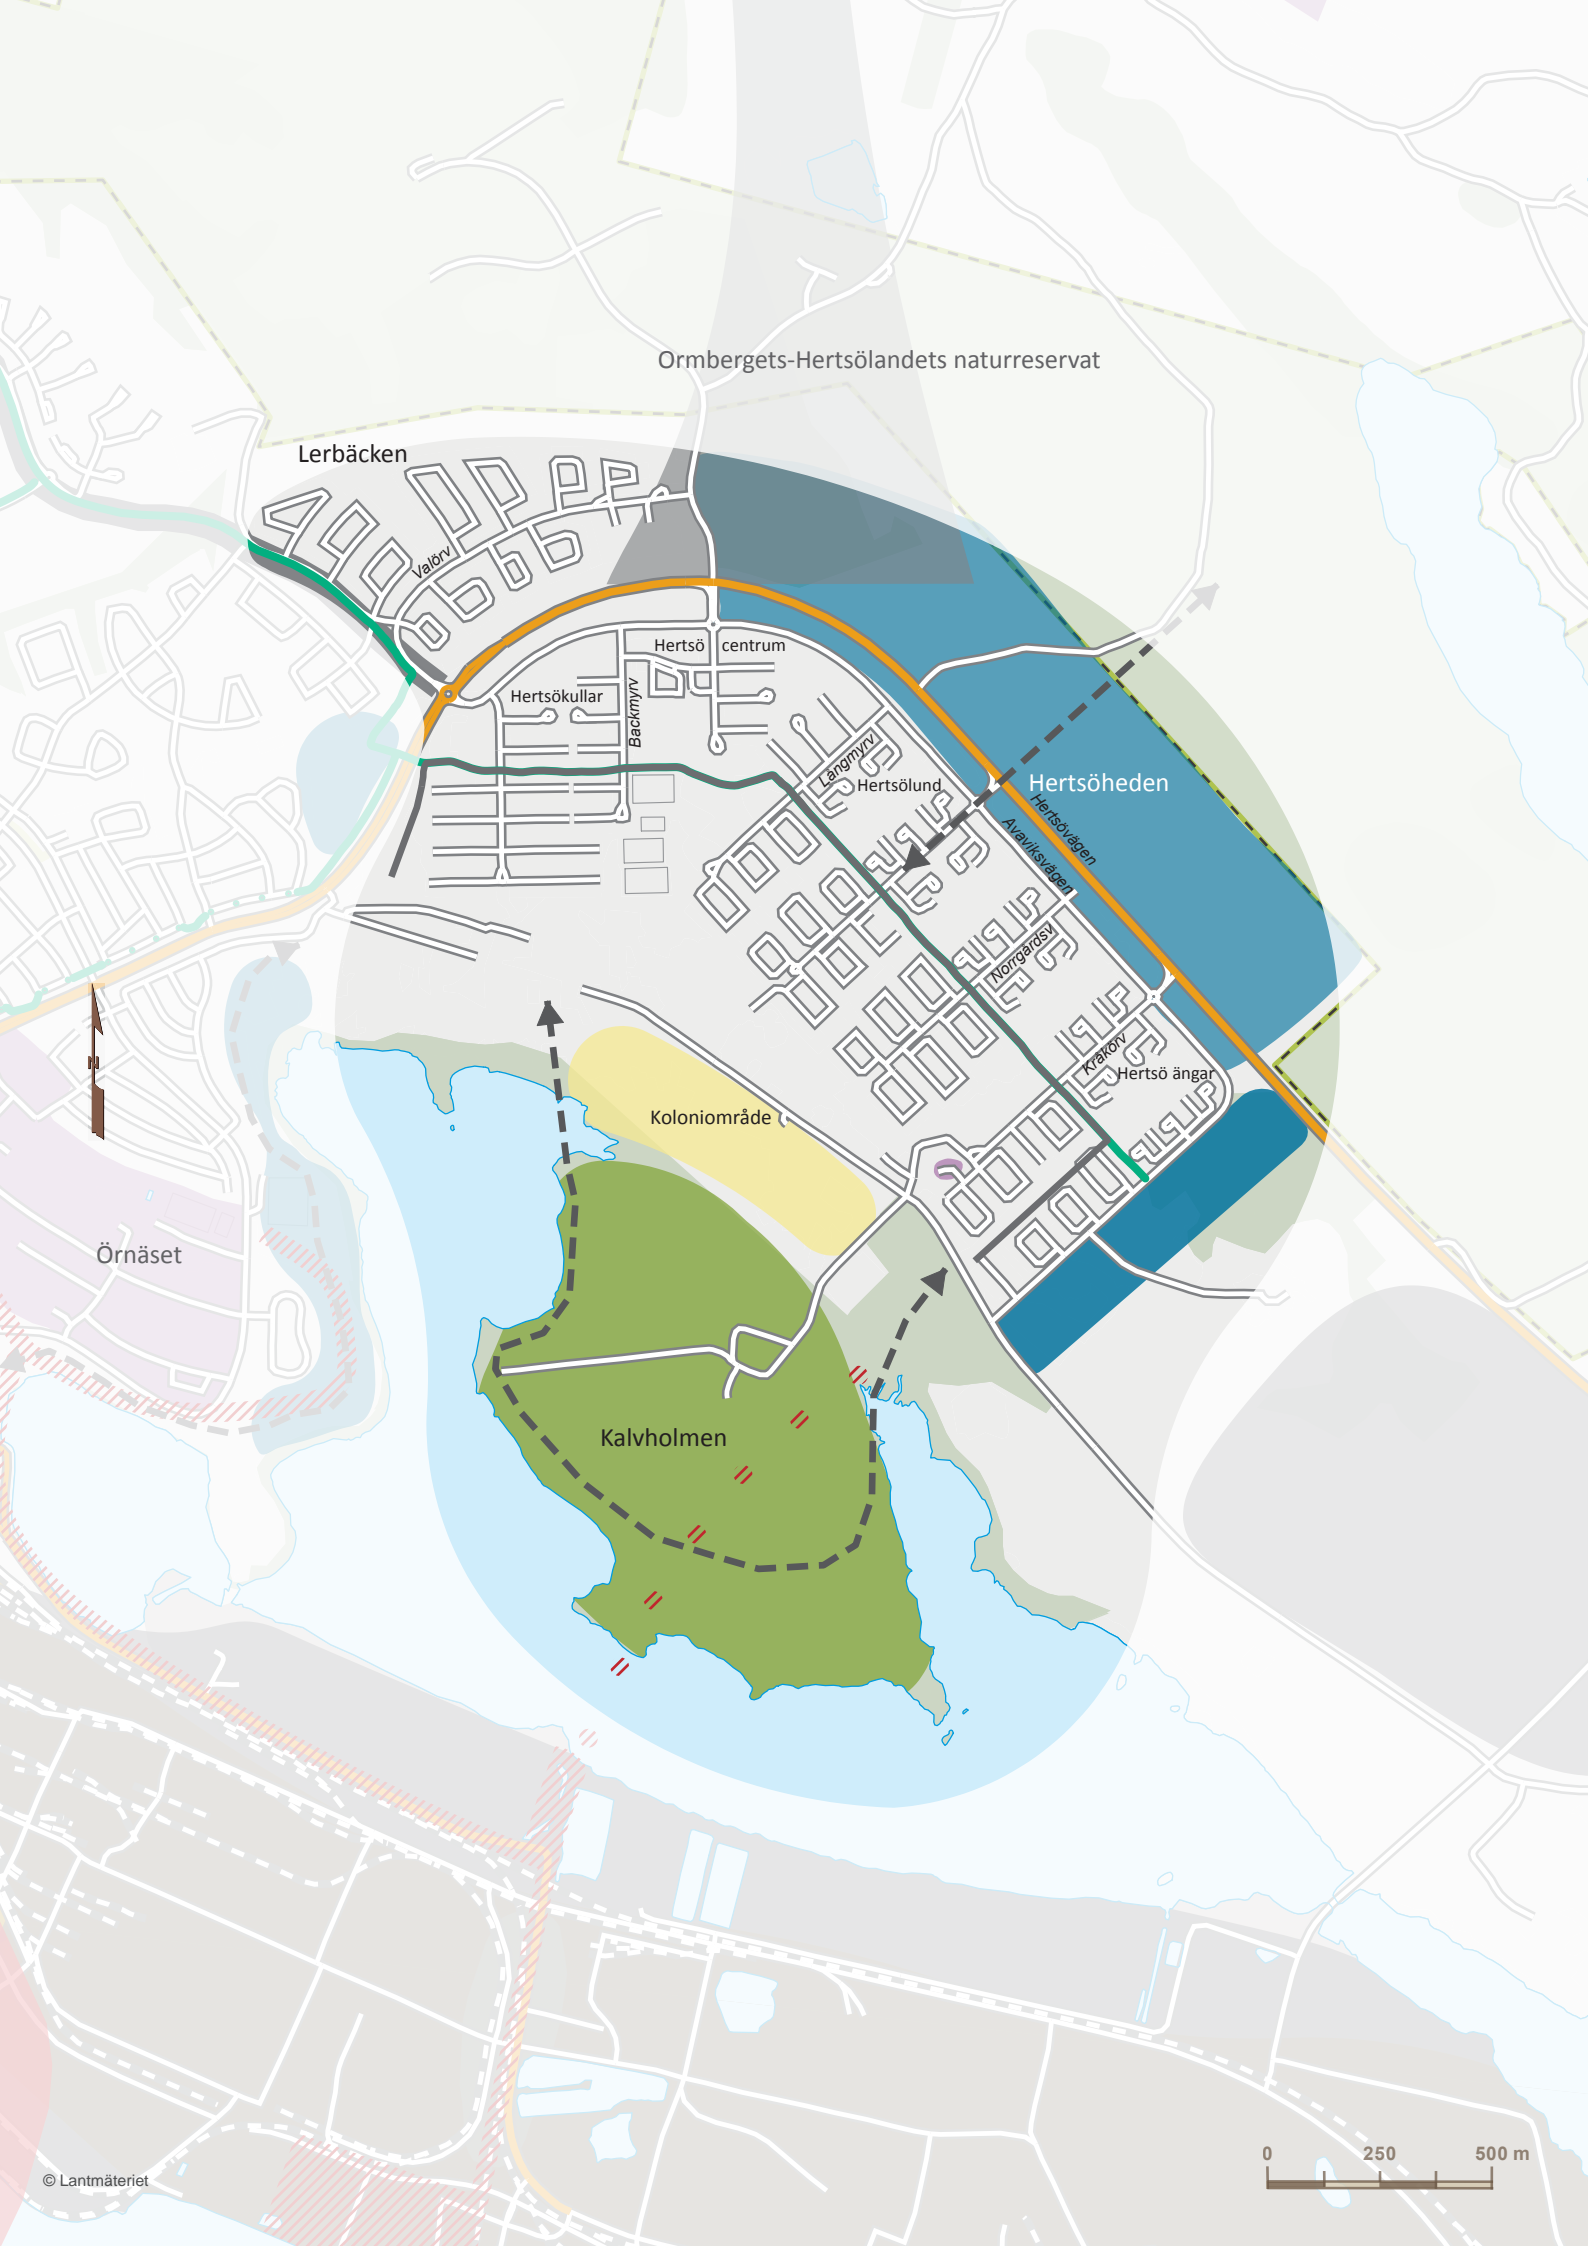 Ormbergets-Hertsölandets naturreservat
Lerbäcken
Valörv
Hertsö centrum
Hertsökullar
Backmyrv
Långmyrv
Hertsölund
Hertsöheden
Hertsövägen
Avaviksvägen
Norrgårdsv
Kråkörv
Hertsö ängar
Koloniområde
Örnäset
Kalvholmen
N
0 250 500 m
© Lantmäteriet